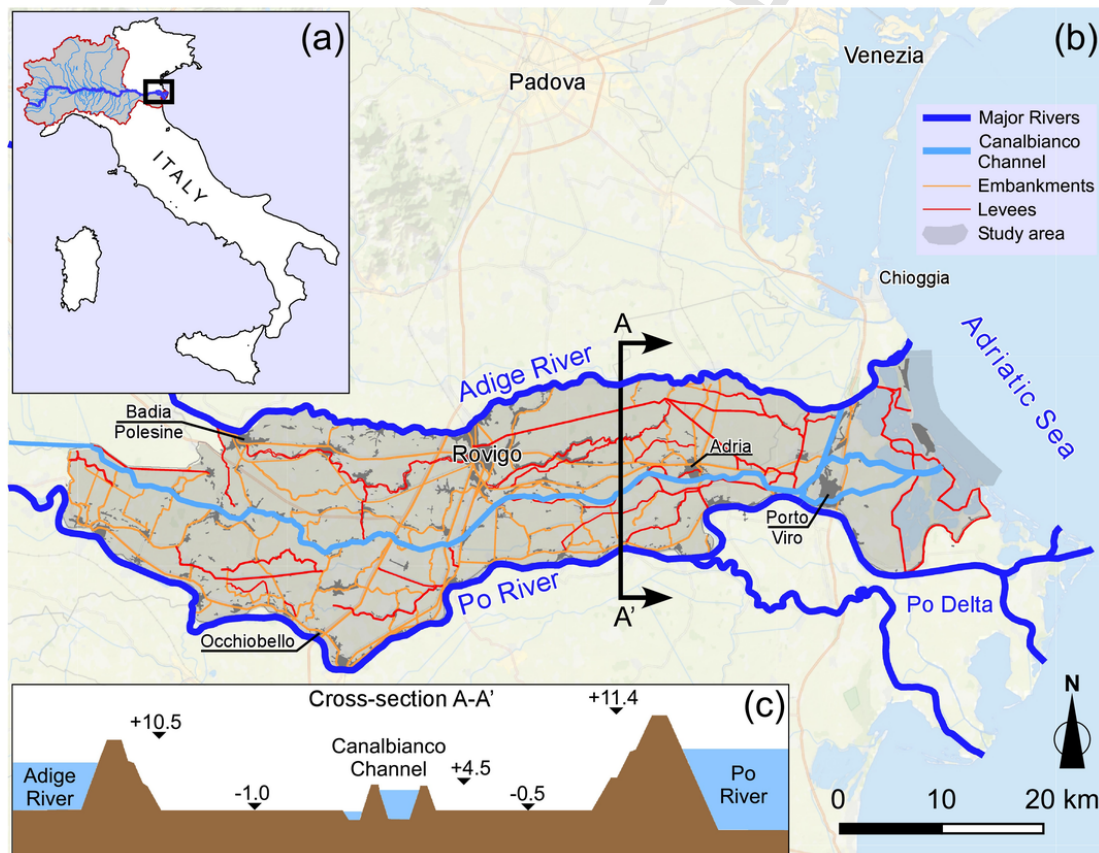 (a)
ITALY
(b)
Venezia
Padova
Major Rivers
Canalbianco
Channel
Embankments
Levees
Study area
Chioggia
Adriatic Sea
A
Adige River
Badia
Polesine
Rovigo
Adria
Porto
Viro
Po River
A'
Po Delta
Occhiobello
N
0 10 20 km
(c)
Cross-section A-A'
+10.5
+11.4
Canalbianco
Channel
+4.5
Adige
River
-1.0
-0.5
Po
River